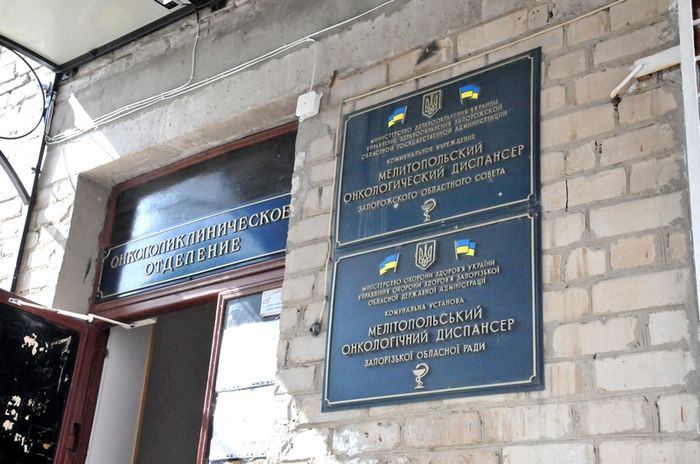 ОНКОПОЛИКЛИНИЧЕСКОЕ
ОТДЕЛЕНИЕ
МИНИСТЕРСТВО ЗДРАВООХРАНЕНИЯ УКРАИНЫ
УПРАВЛЕНИЕ ЗДРАВООХРАНЕНИЯ ЗАПОРОЖСКОЙ
ОБЛАСТНОЙ ГОСУДАРСТВЕННОЙ АДМИНИСТРАЦИИ
КОММУНАЛЬНОЕ УЧРЕЖДЕНИЕ
МЕЛИТОПОЛЬСКИЙ
ОНКОЛОГИЧЕСКИЙ ДИСПАНСЕР
ЗАПОРОЖСКОГО ОБЛАСТНОГО СОВЕТА
МІНІСТЕРСТВО ОХОРОНИ ЗДОРОВ'Я УКРАЇНИ
УПРАВЛІННЯ ОХОРОНИ ЗДОРОВ'Я ЗАПОРІЗЬКОЇ
ОБЛАСНОЇ ДЕРЖАВНОЇ АДМІНІСТРАЦІЇ
КОМУНАЛЬНА УСТАНОВА
МЕЛІТОПОЛЬСЬКИЙ
ОНКОЛОГІЧНИЙ ДИСПАНСЕР
ЗАПОРІЗЬКОЇ ОБЛАСНОЇ РАДИ